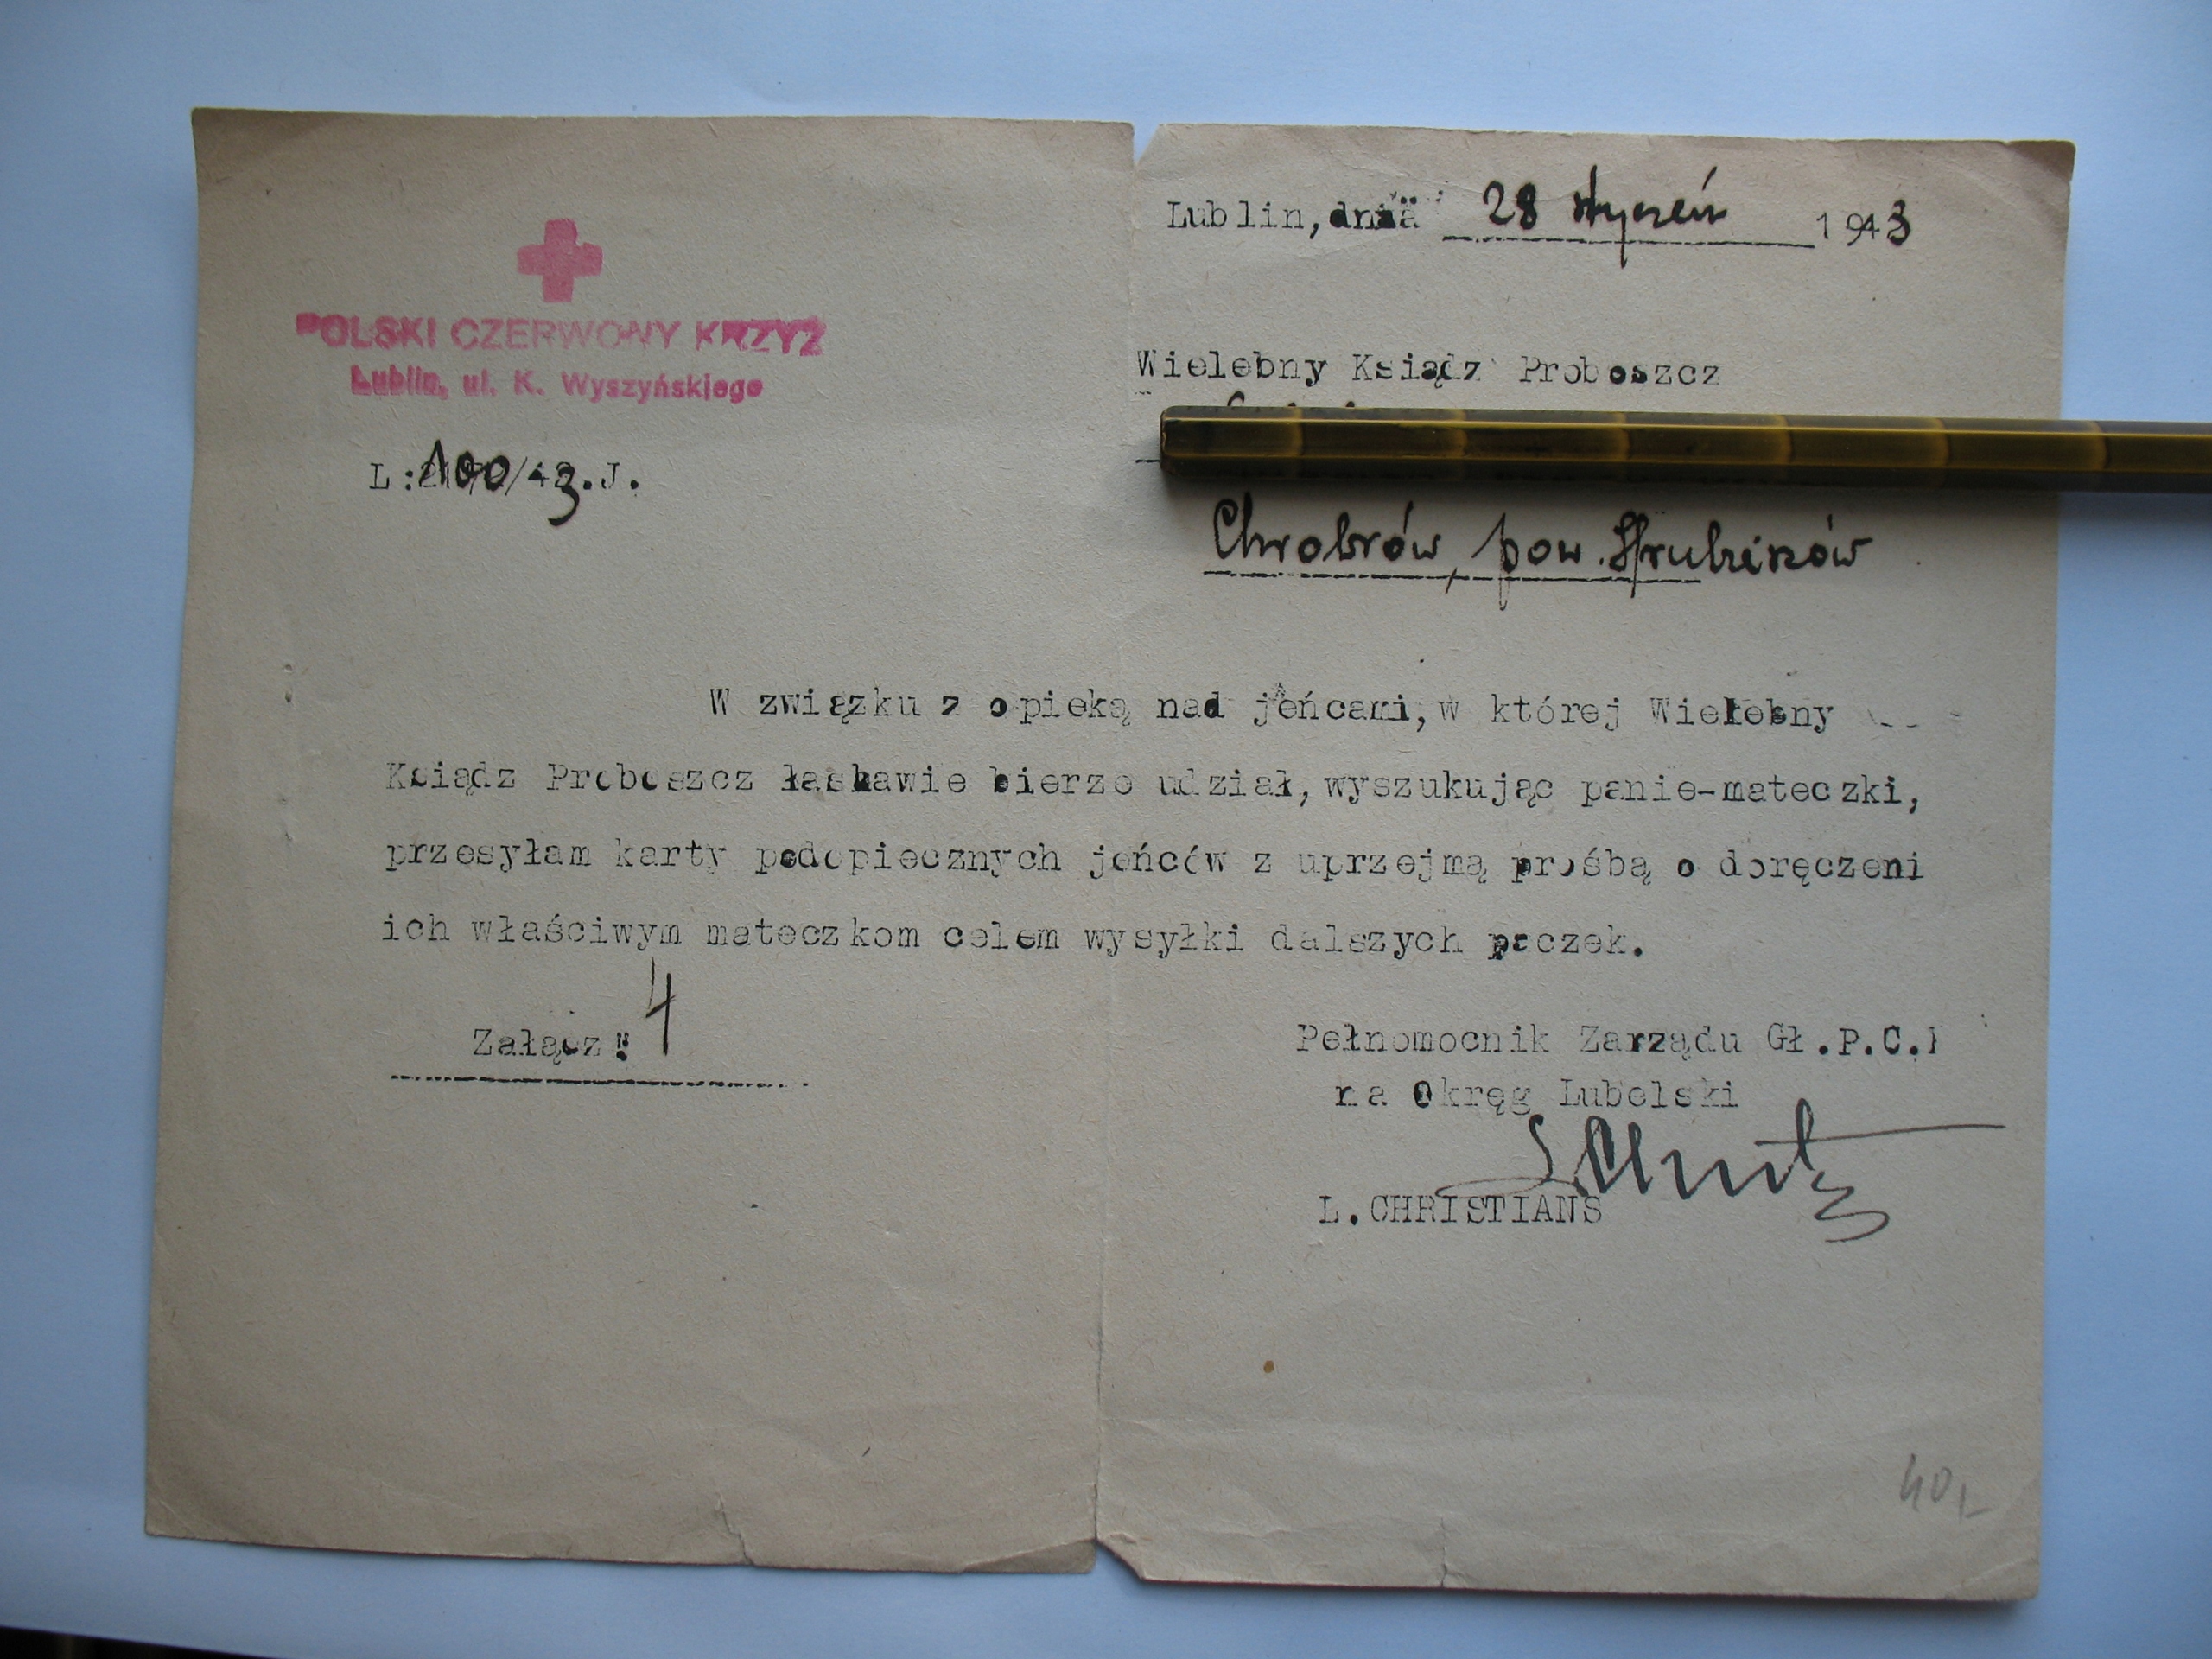 Lublin, dnia 28 styczeń 1943
POLSKI CZERWONY KRZYŻ
Lublin, ul. K. Wyszyńskiego
L: 100/43.J.
Wielebny Ksiądz Proboszcz
Chrobrów, pow. Hrubieszów
W związku z opieką nad jeńcami, w której Wielebny
Ksiądz Proboszcz łaskawie bierze udział, wyszukując panie-mateczki,
przesyłam karty podopiecznych jeńców z uprzejmą prośbą o doręczeni
ich właściwym mateczkom celem wysyłki dalszych paczek.
Załącz: 4
Pełnomocnik Zarządu Gł.P.C.
na Okręg Lubelski
L. CHRISTIANS
40,-